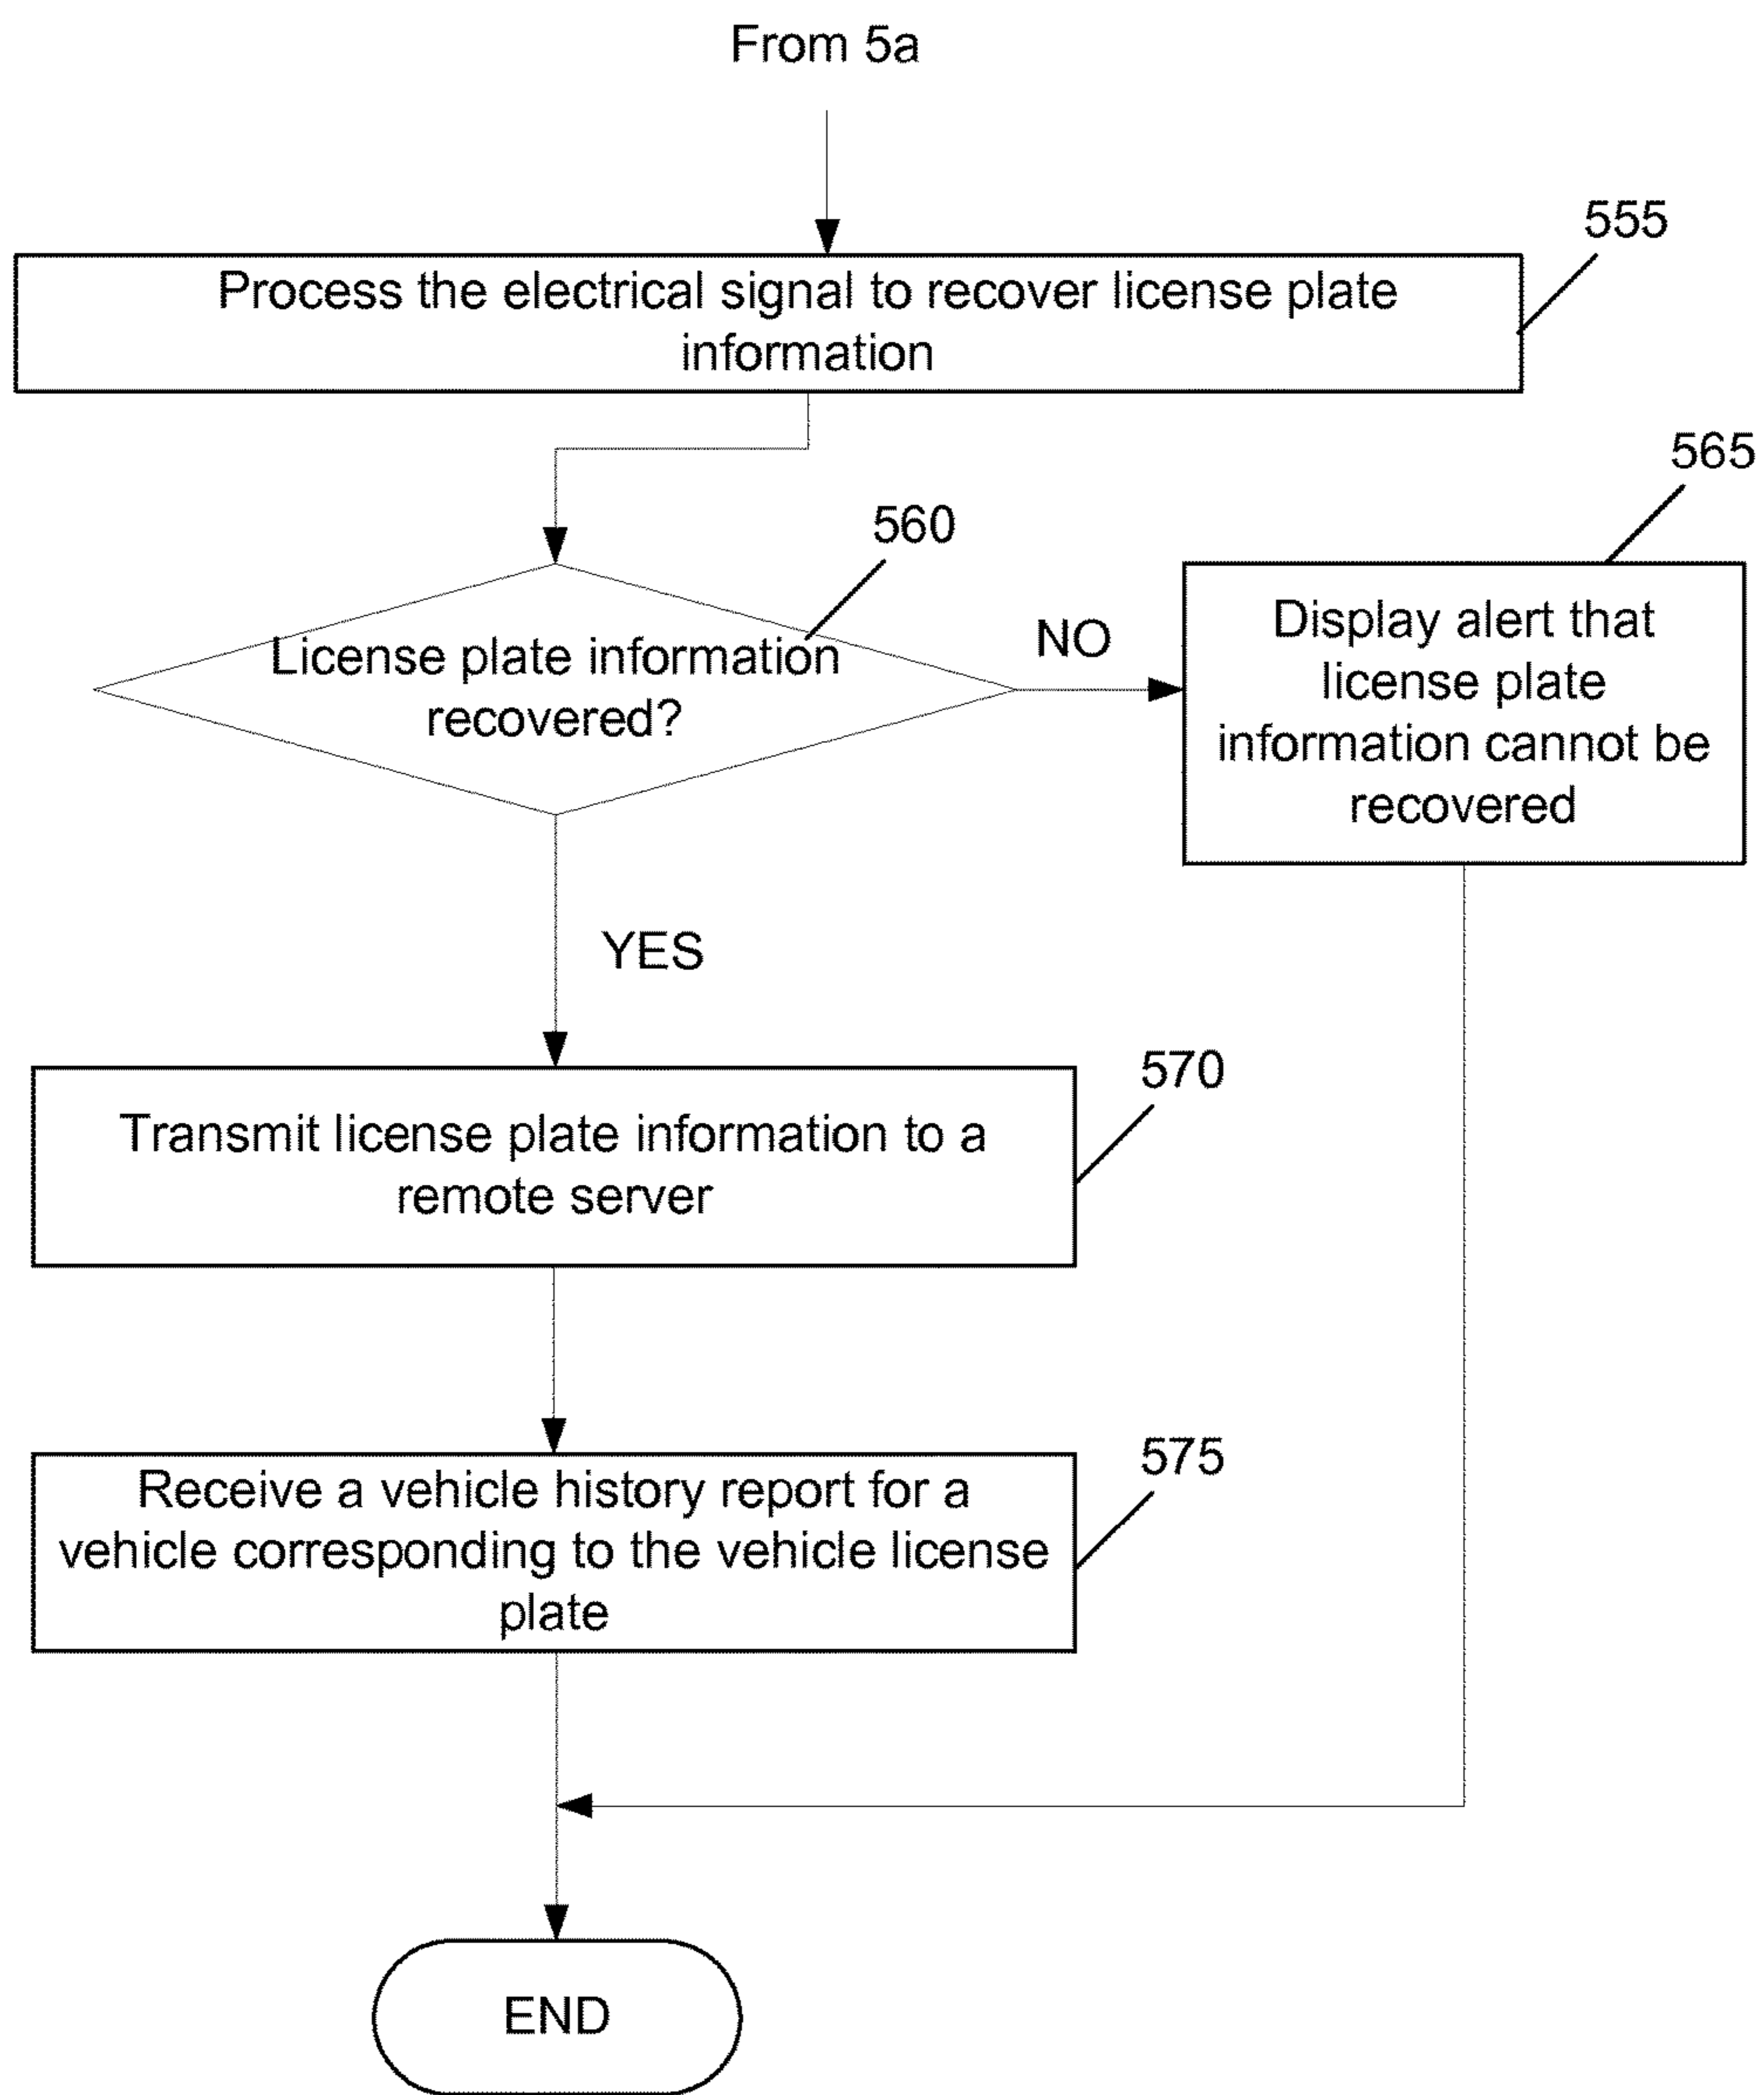 From 5a
555
Process the electrical signal to recover license plate
information
565
560
License plate information
recovered?
NO
Display alert that
license plate
information cannot be
recovered
YES
570
Transmit license plate information to a
remote server
575
Receive a vehicle history report for a
vehicle corresponding to the vehicle license
plate
END